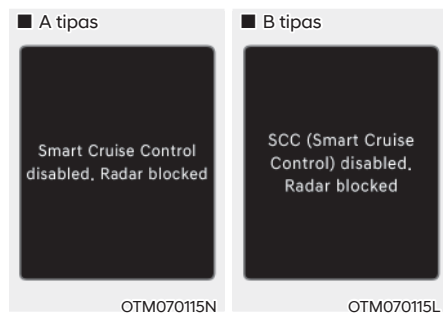 ■ A tipas
Smart Cruise Control
disabled. Radar blocked
OTM070115N
■ B tipas
SCC (Smart Cruise
Control) disabled.
Radar blocked
OTM070115L